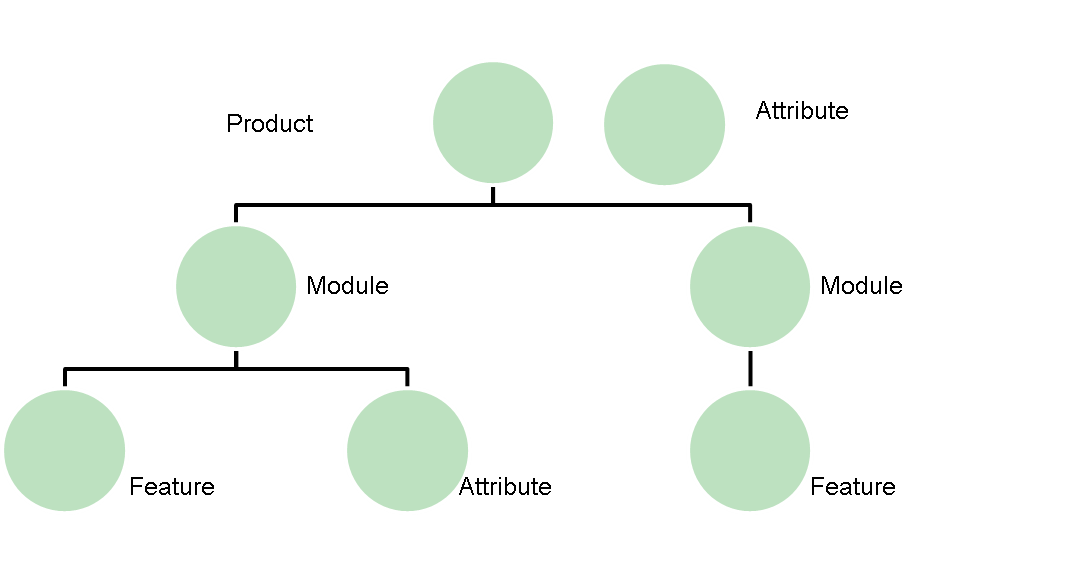 Product
Attribute
Module
Module
Feature
Attribute
Feature